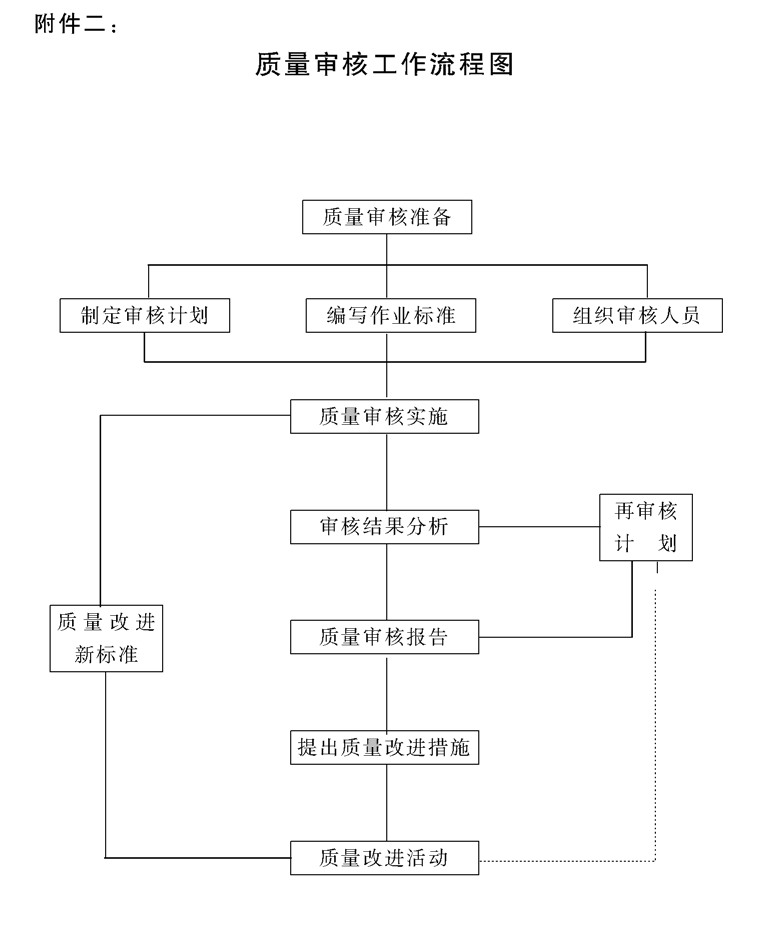 附件二：
质量审核工作流程图
质量审核准备
制定审核计划
编写作业标准
组织审核人员
质量审核实施
审核结果分析
再审核
计 划
质量改进
新标准
质量审核报告
提出质量改进措施
质量改进活动